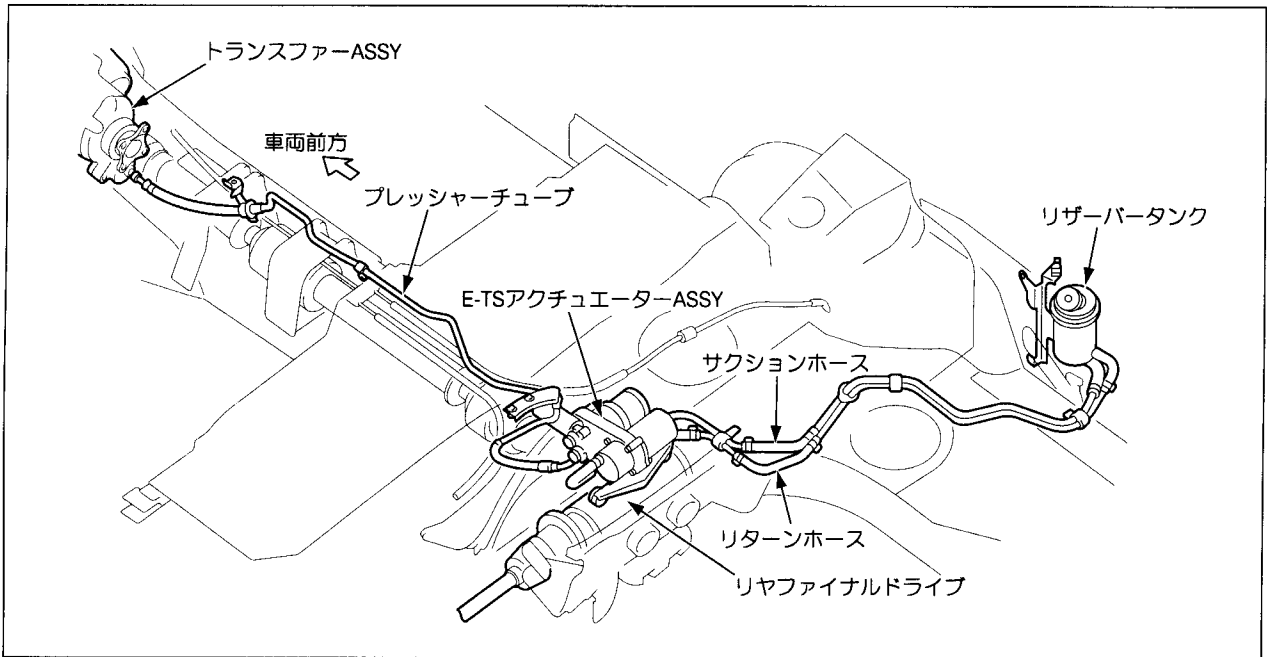 トランスファーASSY
車両前方
プレッシャーチューブ
リザーバータンク
E-TSアクチュエーターASSY
サクションホース
リターンホース
リヤファイナルドライブ